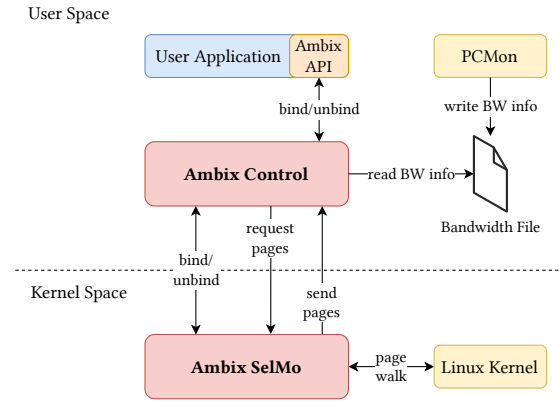 User Space
User Application
Ambix
API
PCMon
bind/unbind
write BW info
Ambix Control
read BW info
Bandwidth File
bind/
unbind
request
pages
Kernel Space
send
pages
Ambix SelMo
page
walk
Linux Kernel